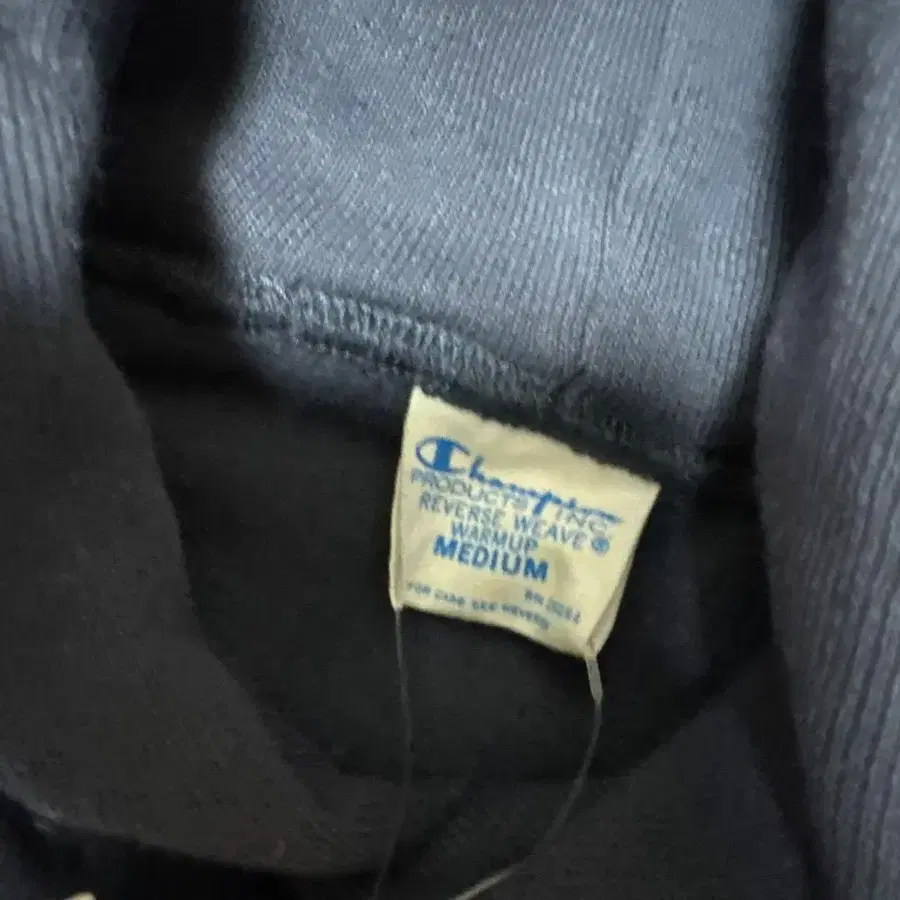 Champion
PRODUCTS INC
REVERSE WEAVE®
WARMUP
MEDIUM
FOR CARE SEE REVERSE